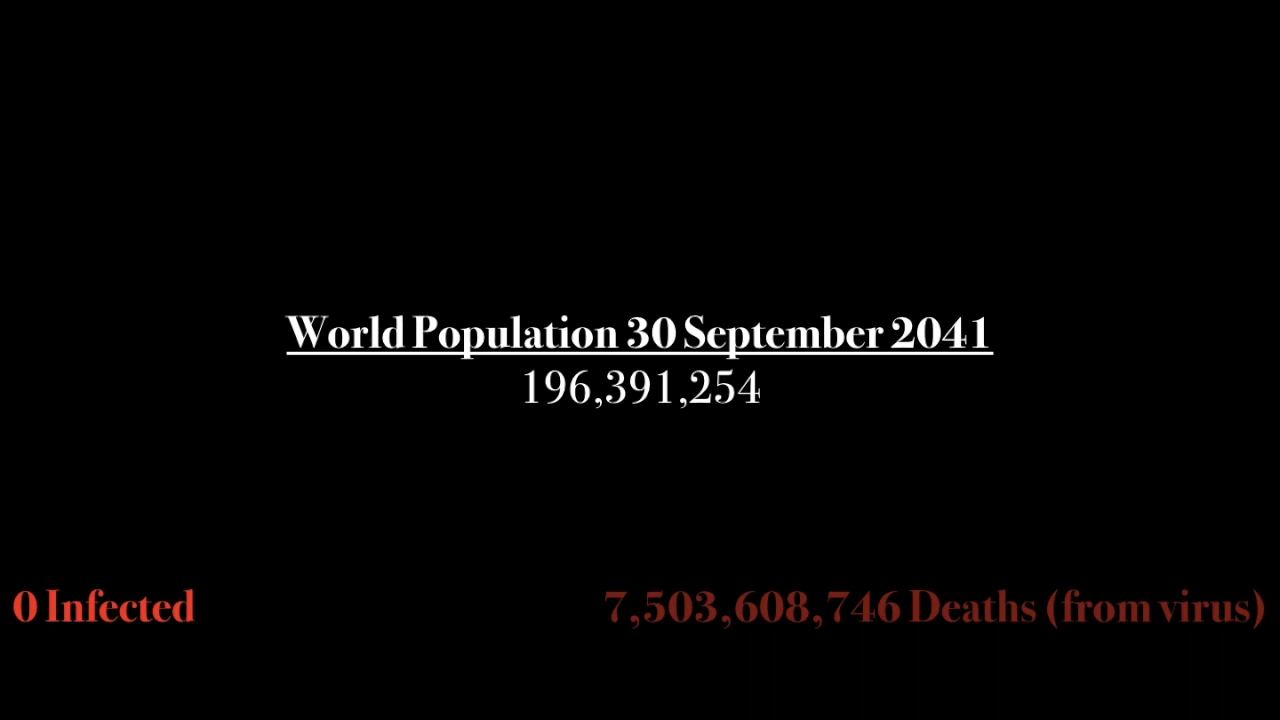 World Population 30 September 2041
196,391,254
0 Infected
7,503,608,746 Deaths (from virus)